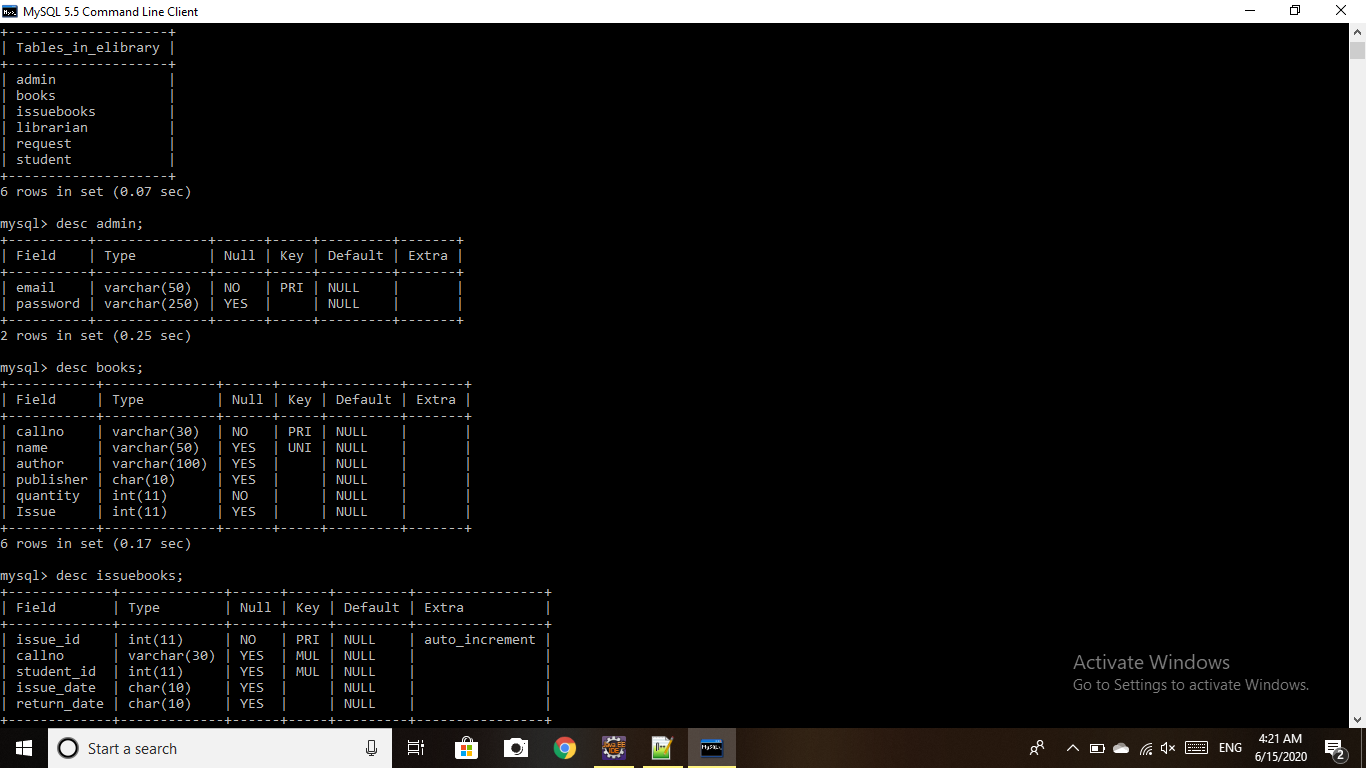 MySQL 5.5 Command Line Client
+--------------------+
| Tables_in_elibrary |
+--------------------+
| admin              |
| books              |
| issuebooks         |
| librarian          |
| request            |
| student            |
+--------------------+
6 rows in set (0.07 sec)
mysql> desc admin;
+----------+--------------+------+-----+---------+-------+
| Field    | Type         | Null | Key | Default | Extra |
+----------+--------------+------+-----+---------+-------+
| email    | varchar(50)  | NO   | PRI | NULL    |       |
| password | varchar(250) | YES  |     | NULL    |       |
+----------+--------------+------+-----+---------+-------+
2 rows in set (0.25 sec)
mysql> desc books;
+-----------+--------------+------+-----+---------+-------+
| Field     | Type         | Null | Key | Default | Extra |
+-----------+--------------+------+-----+---------+-------+
| callno    | varchar(30)  | NO   | PRI | NULL    |       |
| name      | varchar(50)  | YES  | UNI | NULL    |       |
| author    | varchar(100) | YES  |     | NULL    |       |
| publisher | char(10)     | YES  |     | NULL    |       |
| quantity  | int(11)      | NO   |     | NULL    |       |
| Issue     | int(11)      | YES  |     | NULL    |       |
+-----------+--------------+------+-----+---------+-------+
6 rows in set (0.17 sec)
mysql> desc issuebooks;
+-------------+-------------+------+-----+---------+----------------+
| Field       | Type        | Null | Key | Default | Extra          |
+-------------+-------------+------+-----+---------+----------------+
| issue_id    | int(11)     | NO   | PRI | NULL    | auto_increment |
| callno      | varchar(30) | YES  | MUL | NULL    |                |
| student_id  | int(11)     | YES  | MUL | NULL    |                |
| issue_date  | char(10)    | YES  |     | NULL    |                |
| return_date | char(10)    | YES  |     | NULL    |                |
+-------------+-------------+------+-----+---------+----------------+
Activate Windows
Go to Settings to activate Windows.
Start a search
ENG
4:21 AM
6/15/2020
2